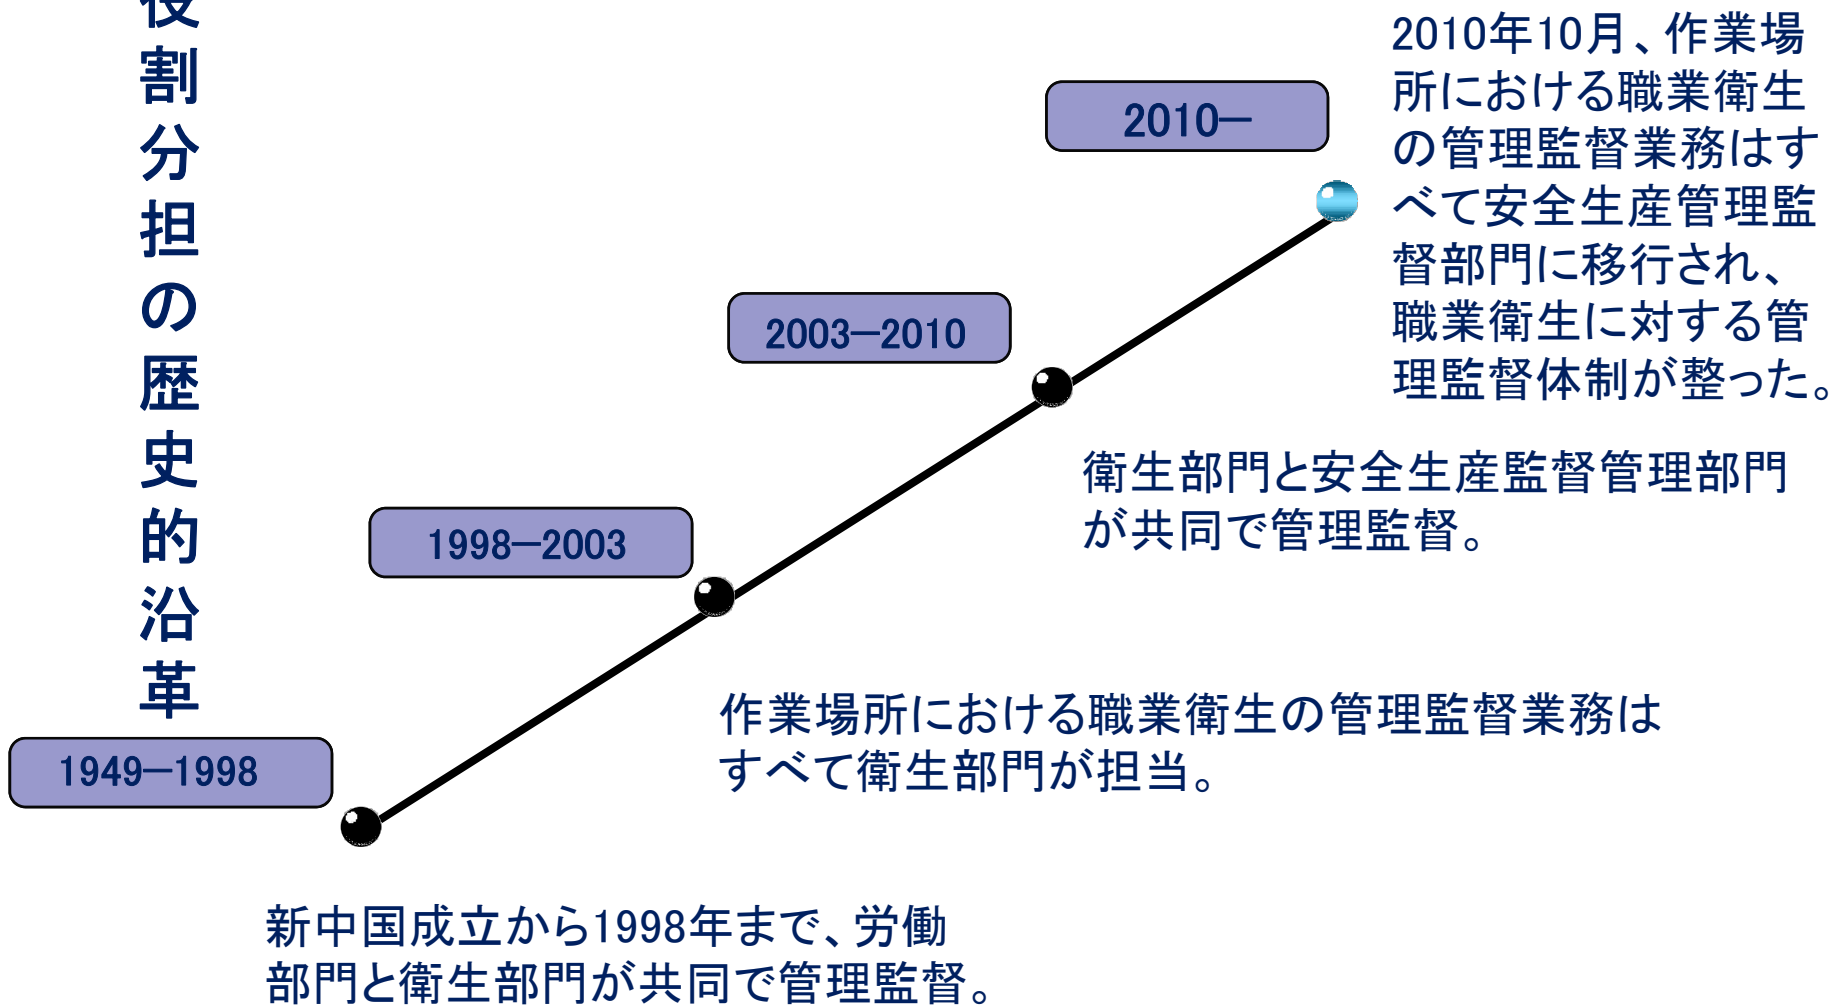 役割分担の歴史的沿革
2010年10月、作業場
所における職業衛生
の管理監督業務はす
べて安全生産管理監
督部門に移行され、
職業衛生に対する管
理監督体制が整った。
2010―
2003―2010
衛生部門と安全生産監督管理部門
が共同で管理監督。
1998―2003
作業場所における職業衛生の管理監督業務は
すべて衛生部門が担当。
1949―1998
新中国成立から1998年まで、労働
部門と衛生部門が共同で管理監督。